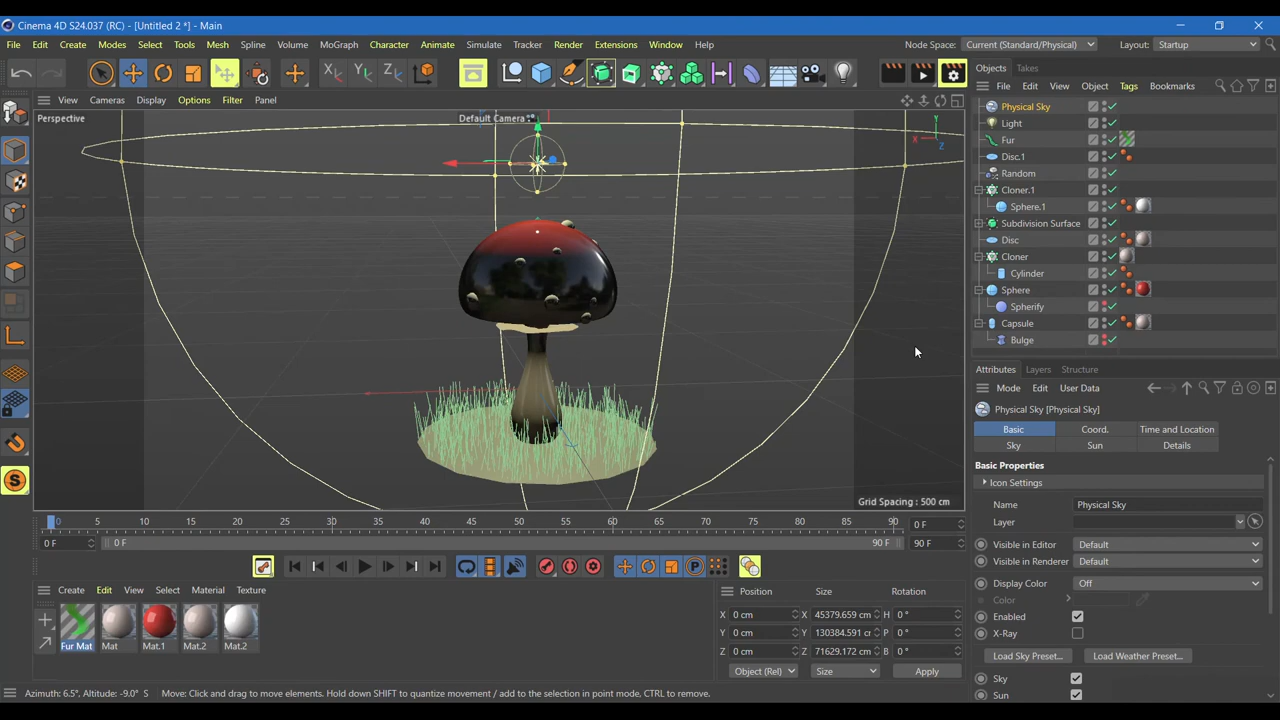 Cinema 4D S24.037 (RC) - [Untitled 2 *] - Main
File Edit Create Modes Select Tools Mesh Spline Volume MoGraph Character Animate Simulate Tracker Render Extensions Window Help
Node Space: Current (Standard/Physical) Layout: Startup
X Y Z
Objects Takes
File Edit View Object Tags Bookmarks
View Cameras Display Options Filter Panel
Perspective
Default Camera
Y
X
Z
Grid Spacing : 500 cm
Physical Sky
Light
Fur
Disc.1
Random
Cloner.1
Sphere.1
Subdivision Surface
Disc
Cloner
Cylinder
Sphere
Spherify
Capsule
Bulge
Attributes Layers Structure
Mode Edit User Data
Physical Sky [Physical Sky]
Basic Coord. Time and Location
Sky Sun Details
Basic Properties
Icon Settings
Name Physical Sky
Layer
Visible in Editor Default
Visible in Renderer Default
Display Color Off
Color
Enabled
X-Ray
Load Sky Preset... Load Weather Preset...
Sky
Sun
0 5 10 15 20 25 30 35 40 45 50 55 60 65 70 75 80 85 90 0 F
0 F 0 F 90 F 90 F
P
S
Create Edit View Select Material Texture
Fur Mat Mat Mat.1 Mat.2 Mat.2
Position Size Rotation
X 0 cm X 45379.659 cm H 0 °
Y 0 cm Y 130384.591 cr P 0 °
Z 0 cm Z 71629.172 cm B 0 °
Object (Rel) Size Apply
Azimuth: 6.5°, Altitude: -9.0° S Move: Click and drag to move elements. Hold down SHIFT to quantize movement / add to the selection in point mode, CTRL to remove.